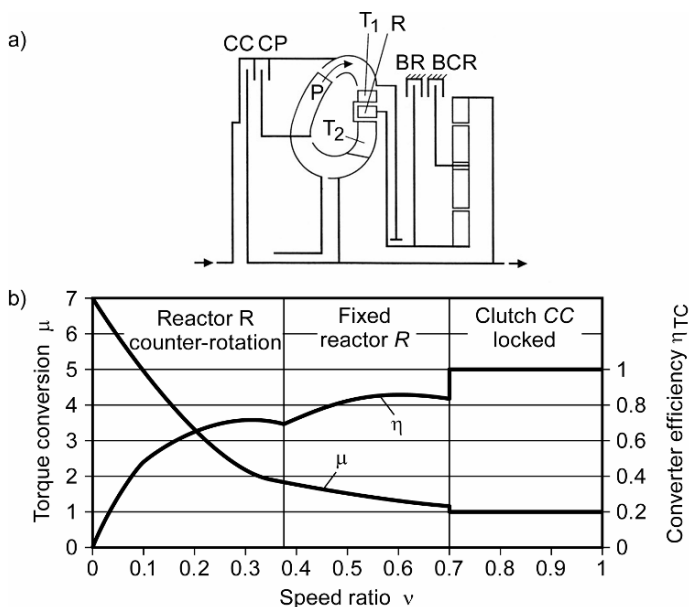 a)
CC CP
T1 R
BR BCR
P
T2
b)
Torque conversion μ
7
6
5
4
3
2
1
0
Reactor R
counter-rotation
Fixed
reactor R
Clutch CC
locked
η
μ
1
0.8
0.6
0.4
0.2
0
Converter efficiency ηTC
0 0.1 0.2 0.3 0.4 0.5 0.6 0.7 0.8 0.9 1
Speed ratio ν